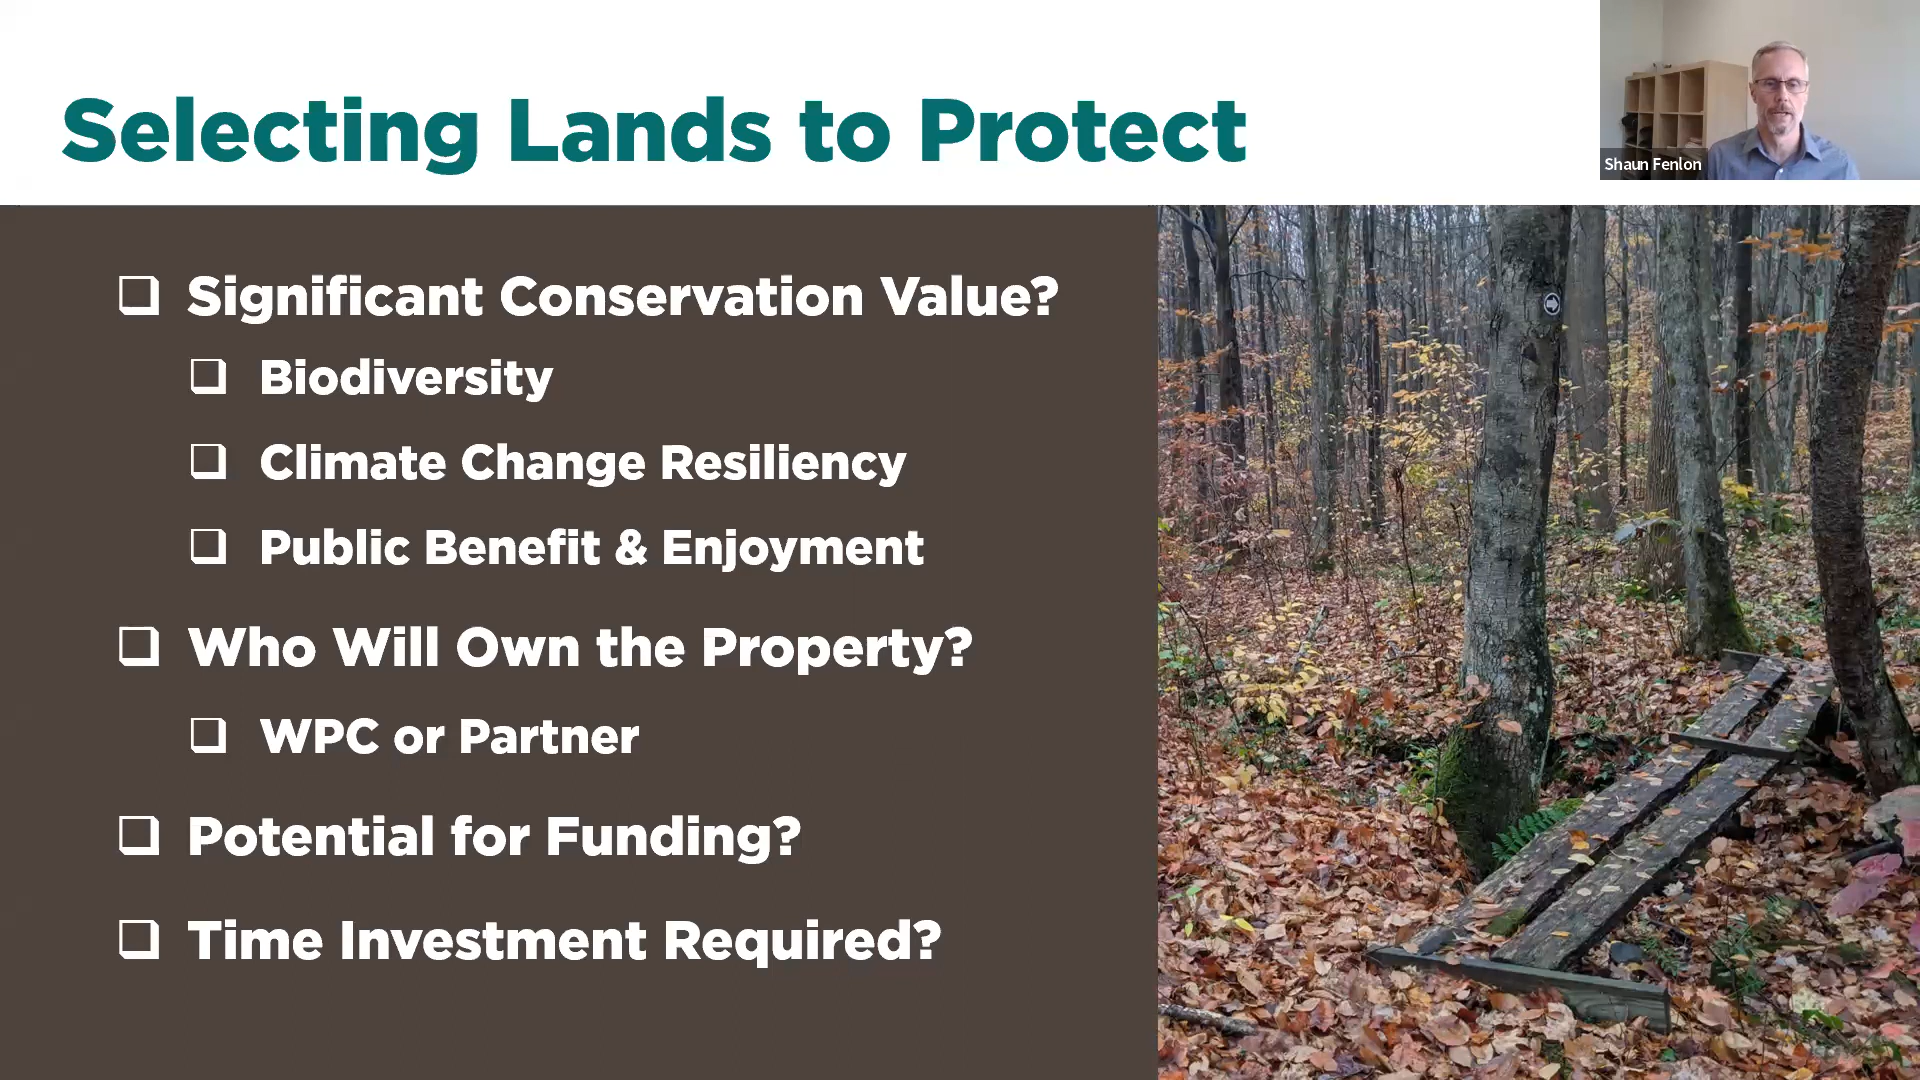 Selecting Lands to Protect
Shaun Fenlon
Significant Conservation Value?
Biodiversity
Climate Change Resiliency
Public Benefit & Enjoyment
Who Will Own the Property?
WPC or Partner
Potential for Funding?
Time Investment Required?